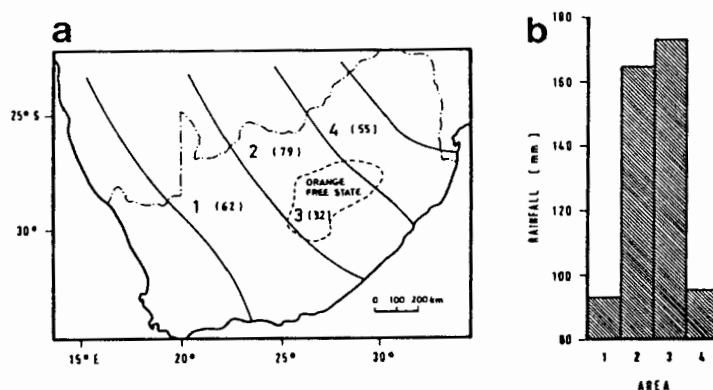 a
25° S
30°
1 (62)
2 (79)
3 (32)
4 (55)
ORANGE
FREE STATE
0 100 200 km
15° E
20°
25°
30°
b
RAINFALL (mm)
180
160
140
120
100
80
1 2 3 4
AREA